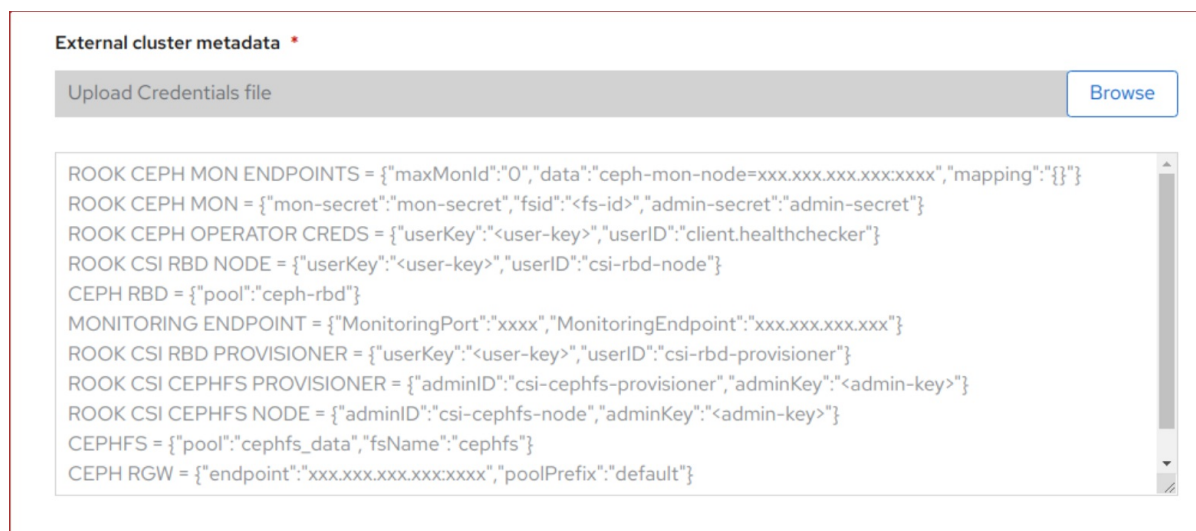 External cluster metadata *
Upload Credentials file
Browse
ROOK CEPH MON ENDPOINTS = {"maxMonId":"0","data":"ceph-mon-node=xxx.xxx.xxx.xxx:xxxx","mapping":"{}"}
ROOK CEPH MON = {"mon-secret":"mon-secret","fsid":"<fs-id>","admin-secret":"admin-secret"}
ROOK CEPH OPERATOR CREDS = {"userKey":"<user-key>","userID":"client.healthchecker"}
ROOK CSI RBD NODE = {"userKey":"<user-key>","userID":"csi-rbd-node"}
CEPH RBD = {"pool":"ceph-rbd"}
MONITORING ENDPOINT = {"MonitoringPort":"xxxx","MonitoringEndpoint":"xxx.xxx.xxx.xxx"}
ROOK CSI RBD PROVISIONER = {"userKey":"<user-key>","userID":"csi-rbd-provisioner"}
ROOK CSI CEPHFS PROVISIONER = {"adminID":"csi-cephfs-provisioner","adminKey":"<admin-key>"}
ROOK CSI CEPHFS NODE = {"adminID":"csi-cephfs-node","adminKey":"<admin-key>"}
CEPHFS = {"pool":"cephfs_data","fsName":"cephfs"}
CEPH RGW = {"endpoint":"xxx.xxx.xxx.xxx:xxxx","poolPrefix":"default"}